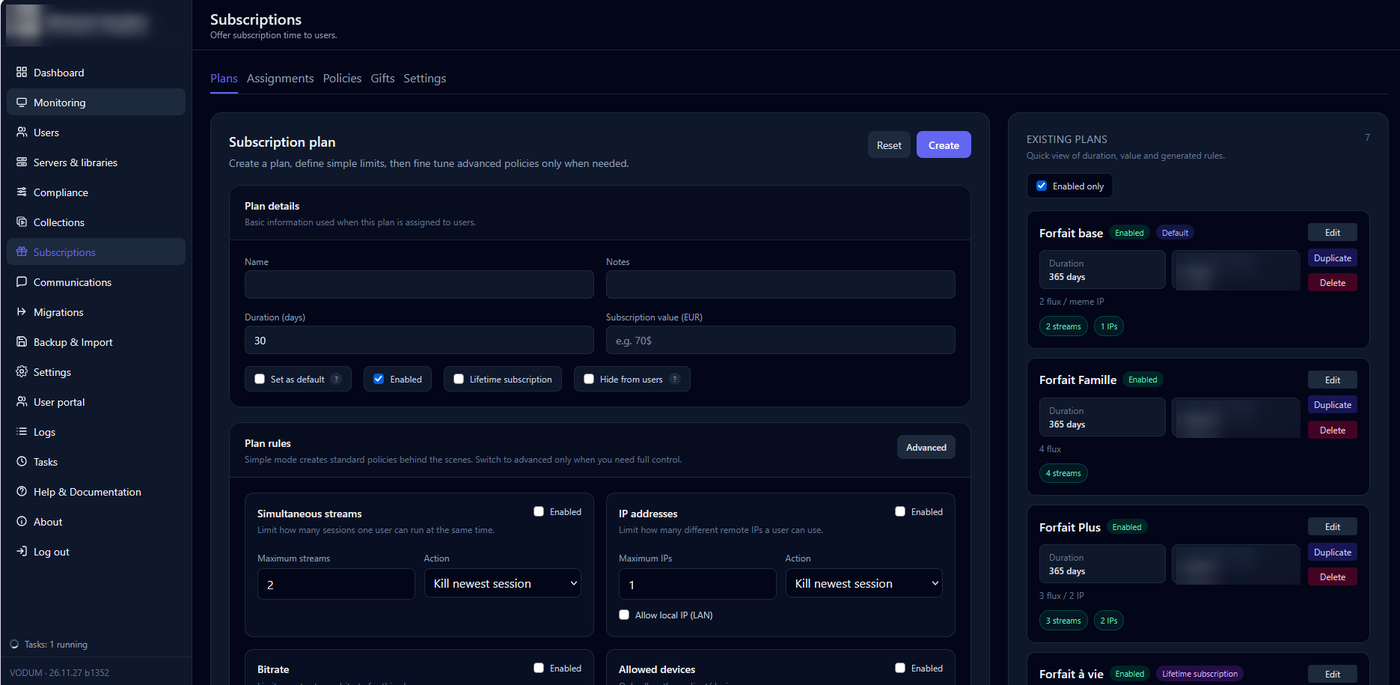 Subscriptions
Offer subscription time to users.
Dashboard
Monitoring
Users
Servers & libraries
Compliance
Collections
Subscriptions
Communications
Migrations
Backup & Import
Settings
User portal
Logs
Tasks
Help & Documentation
About
Log out
Tasks: 1 running
VODUM - 26.11.27 b1352
Plans Assignments Policies Gifts Settings
Subscription plan
Create a plan, define simple limits, then fine tune advanced policies only when needed.
Reset Create
Plan details
Basic information used when this plan is assigned to users.
Name Notes
Duration (days) Subscription value (EUR)
30 e.g. 70$
Set as default ? Enabled Lifetime subscription Hide from users ?
Plan rules
Simple mode creates standard policies behind the scenes. Switch to advanced only when you need full control.
Advanced
Simultaneous streams Enabled
Limit how many sessions one user can run at the same time.
Maximum streams Action
2 Kill newest session
IP addresses Enabled
Limit how many different remote IPs a user can use.
Maximum IPs Action
1 Kill newest session
Allow local IP (LAN)
Bitrate Enabled
Allowed devices Enabled
EXISTING PLANS 7
Quick view of duration, value and generated rules.
Enabled only
Forfait base Enabled Default Edit
Duration
365 days
Duplicate
Delete
2 flux / meme IP
2 streams 1 IPs
Forfait Famille Enabled Edit
Duration
365 days
Duplicate
Delete
4 flux
4 streams
Forfait Plus Enabled Edit
Duration
365 days
Duplicate
Delete
3 flux / 2 IP
3 streams 2 IPs
Forfait à vie Enabled Lifetime subscription Edit